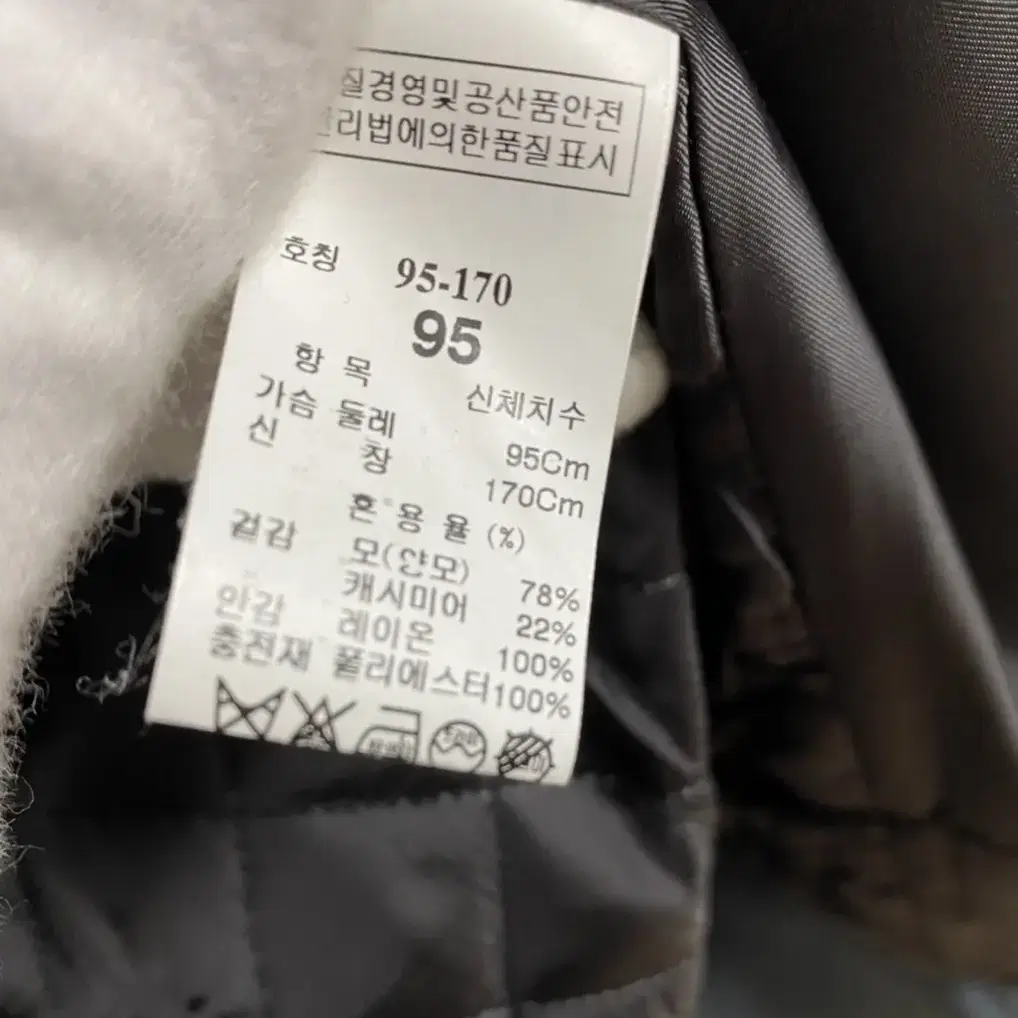 질경영및공산품안전
리법에의한품질표시
호칭 95-170
95
항 목 신체치수
가슴 둘레 95Cm
신 창 170Cm
혼 용 율 (%)
겉감 모(얀모) 78%
캐시미어 22%
안감 레이온 100%
충전재 폴리에스터 100%